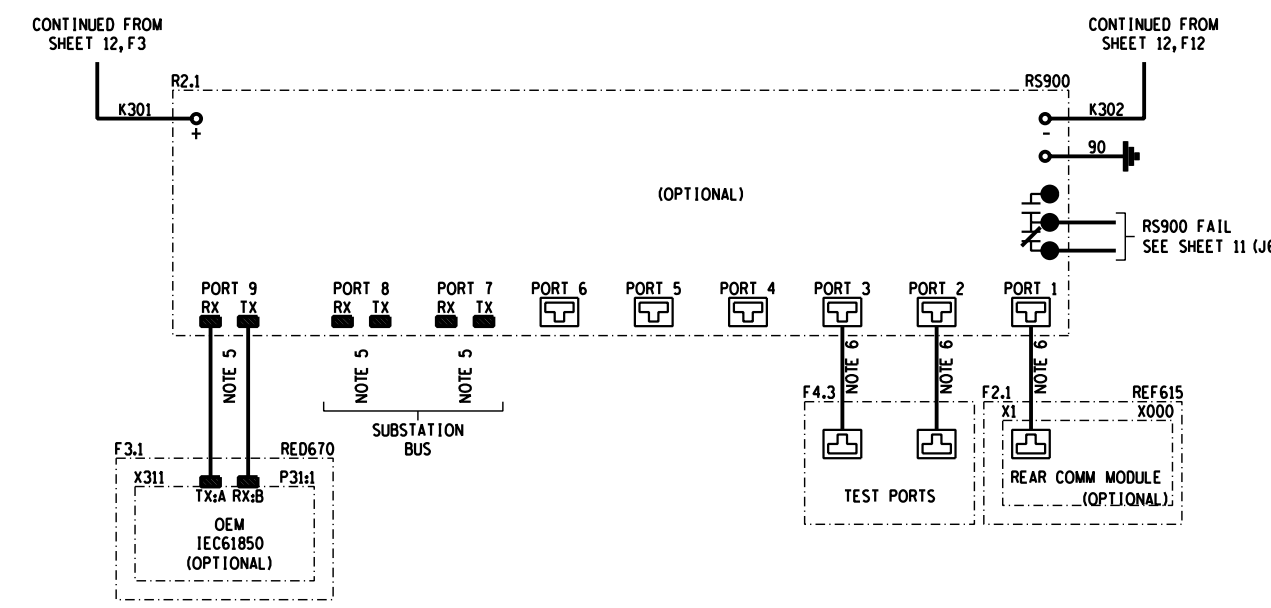 CONTINUED FROM
SHEET 12,F3
CONTINUED FROM
SHEET 12,F12
R2.1
RS900
K301
+
K302
-
90
(OPTIONAL)
RS900 FAIL
SEE SHEET 11 (J6
PORT 9
RX TX
PORT 8
RX TX
PORT 7
RX TX
PORT 6
PORT 5
PORT 4
PORT 3
PORT 2
PORT 1
NOTE 5
NOTE 5
NOTE 5
NOTE 6
NOTE 6
NOTE 6
SUBSTATION
BUS
F3.1
RED670
X311
P31:1
TX:A RX:B
OEM
IEC61850
(OPTIONAL)
F4.3
TEST PORTS
F2.1
REF615
X1
X000
REAR COMM MODULE
(OPTIONAL)